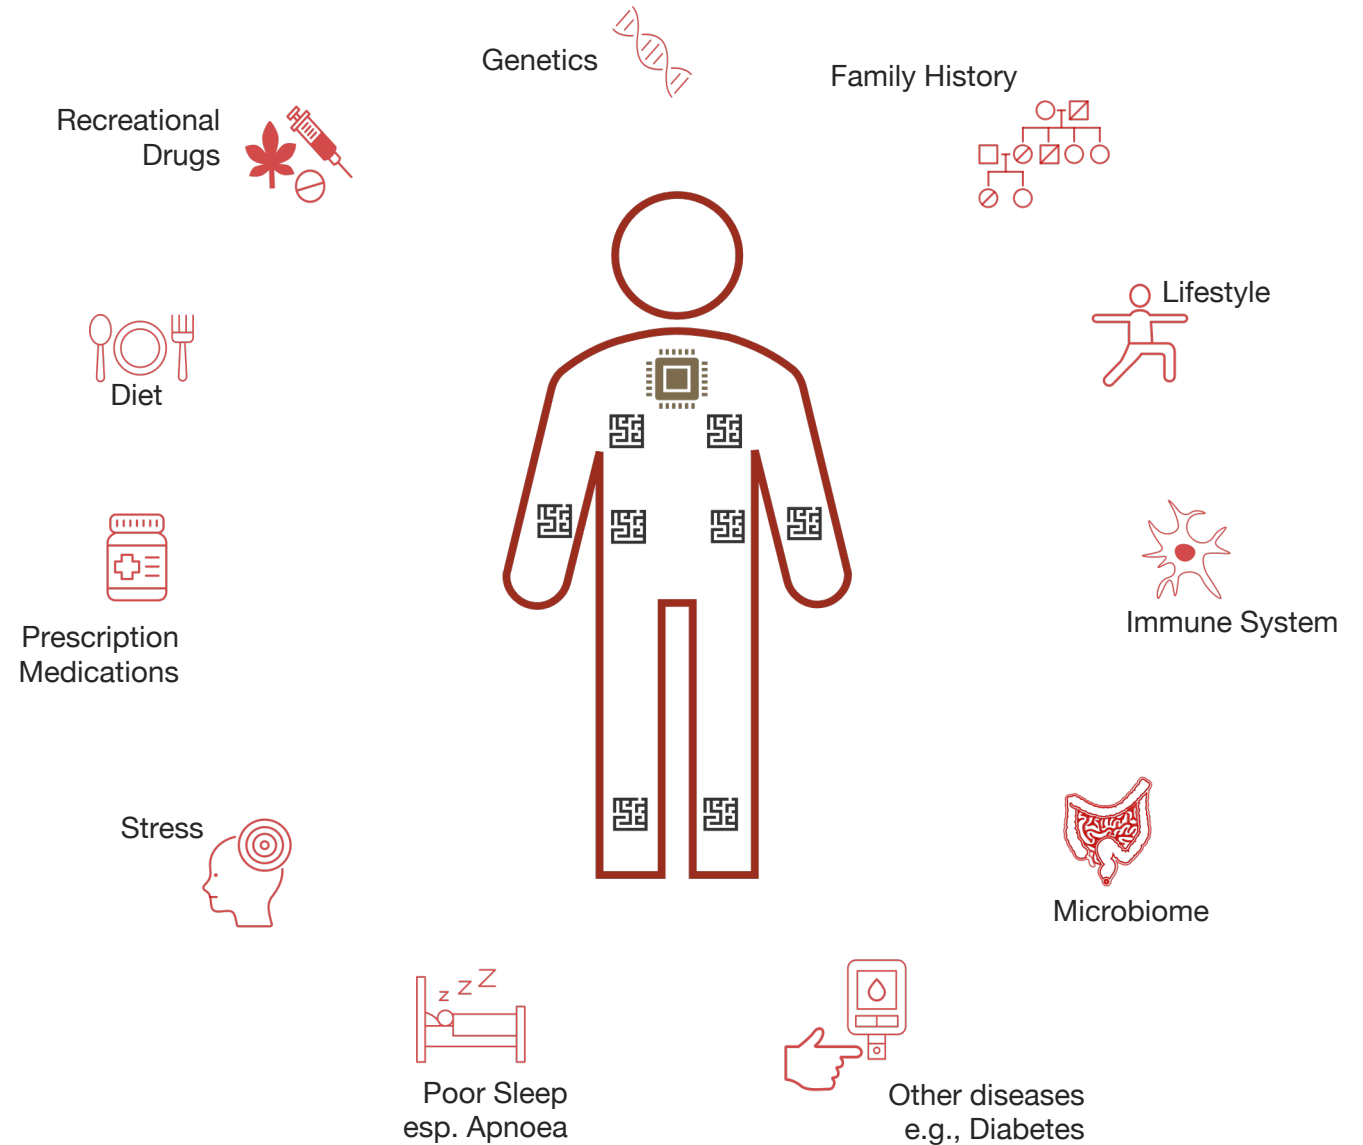 Genetics
Family History
Recreational
Drugs
Lifestyle
Diet
Prescription
Medications
Immune System
Stress
Microbiome
z z Z
Poor Sleep
esp. Apnoea
Other diseases
e.g., Diabetes